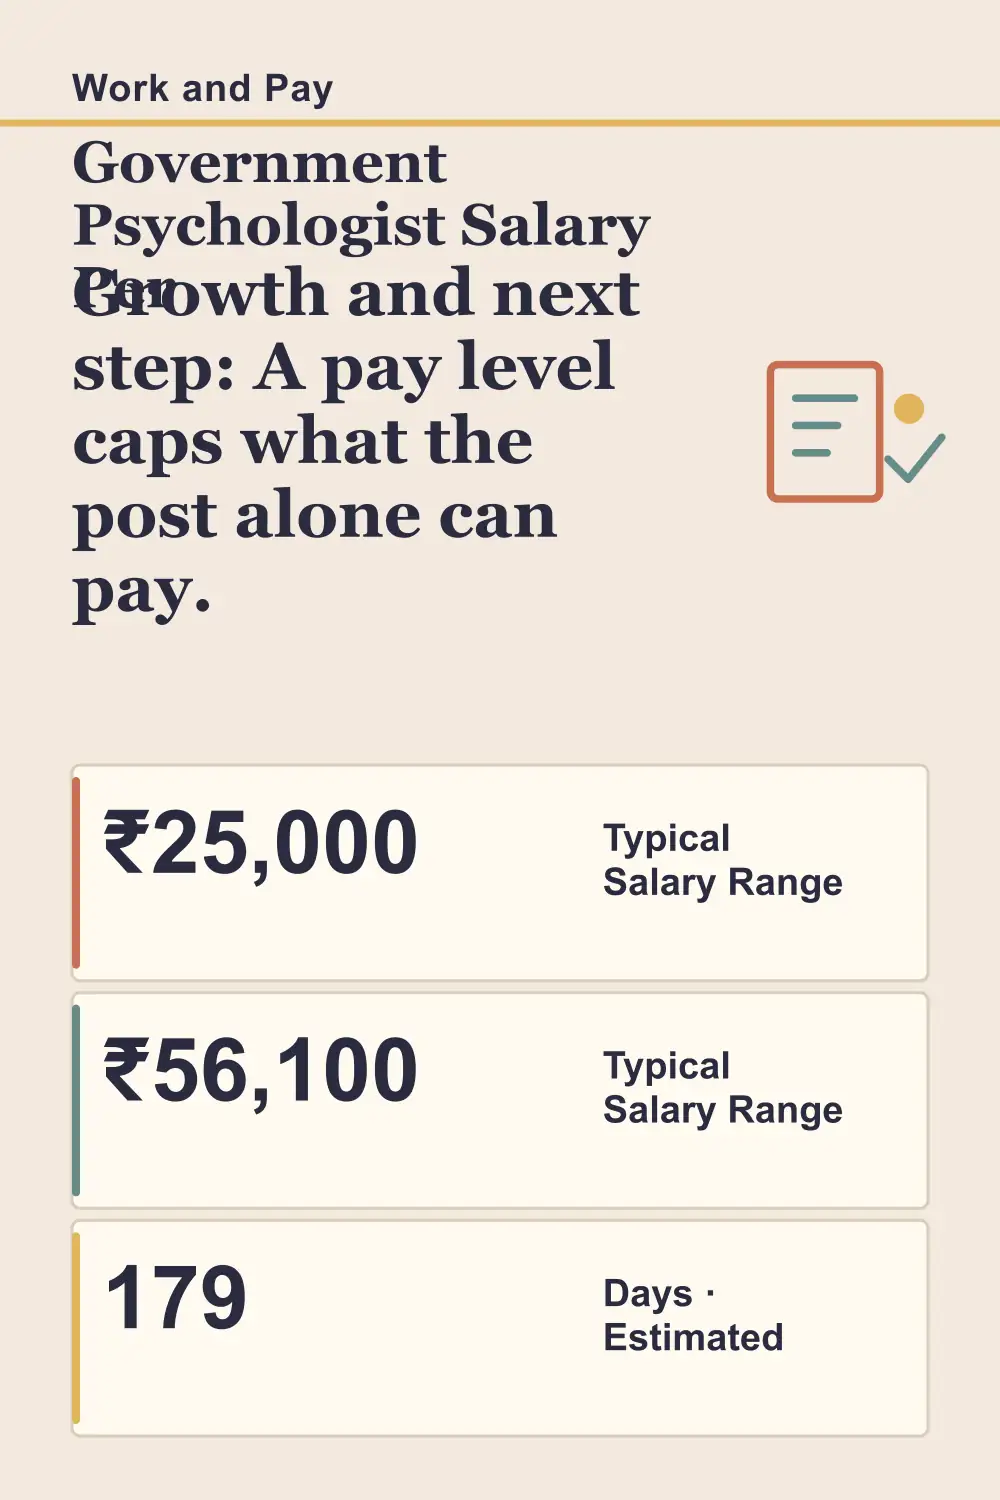 Work and Pay
Government
Psychologist Salary
Per
Growth and next
step: A pay level
caps what the
post alone can
pay.
₹25,000
Typical
Salary Range
₹56,100
Typical
Salary Range
179
Days ·
Estimated